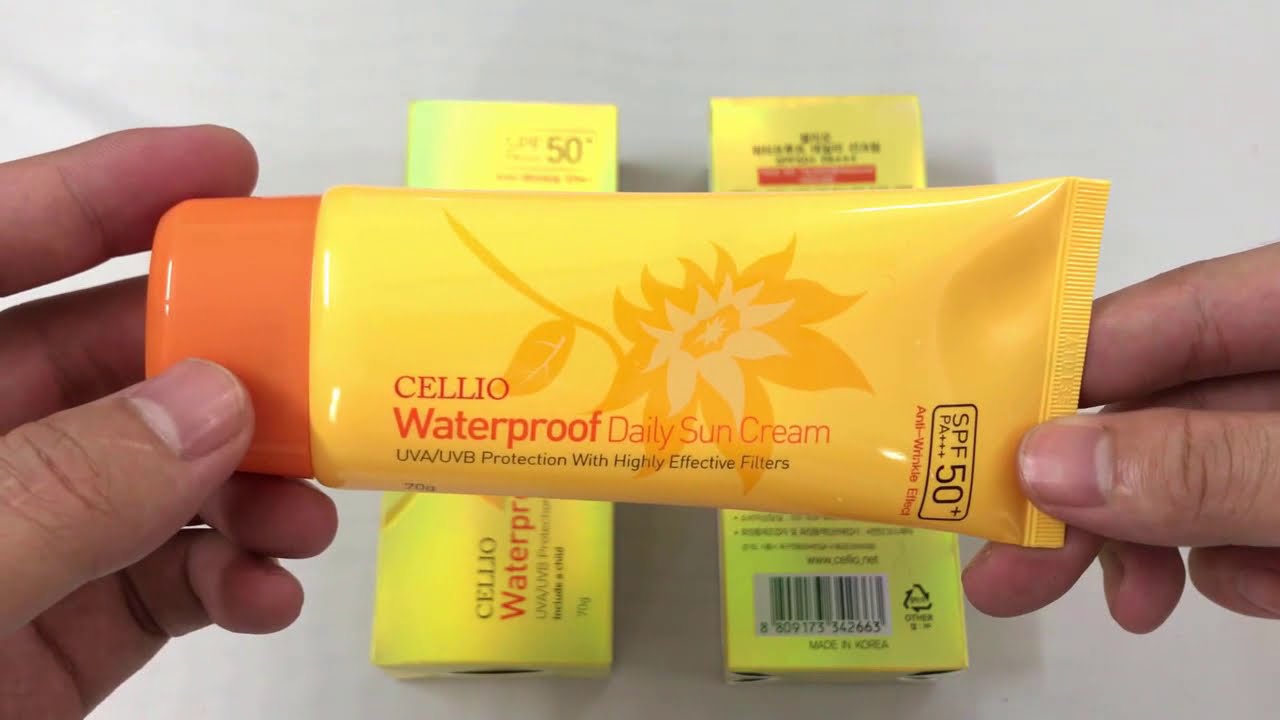 SPF 50+
CELLIO
Waterproof Daily Sun Cream
UVA/UVB Protection With Highly Effective Filters
70g
SPF 50+
PA+++
Anti-Wrinkle Effect
CELLIO
Waterpro
UVA/UVB Protection
Include a child
70g
www.cellio.net
8 809173 342663
MADE IN KOREA
OTHER